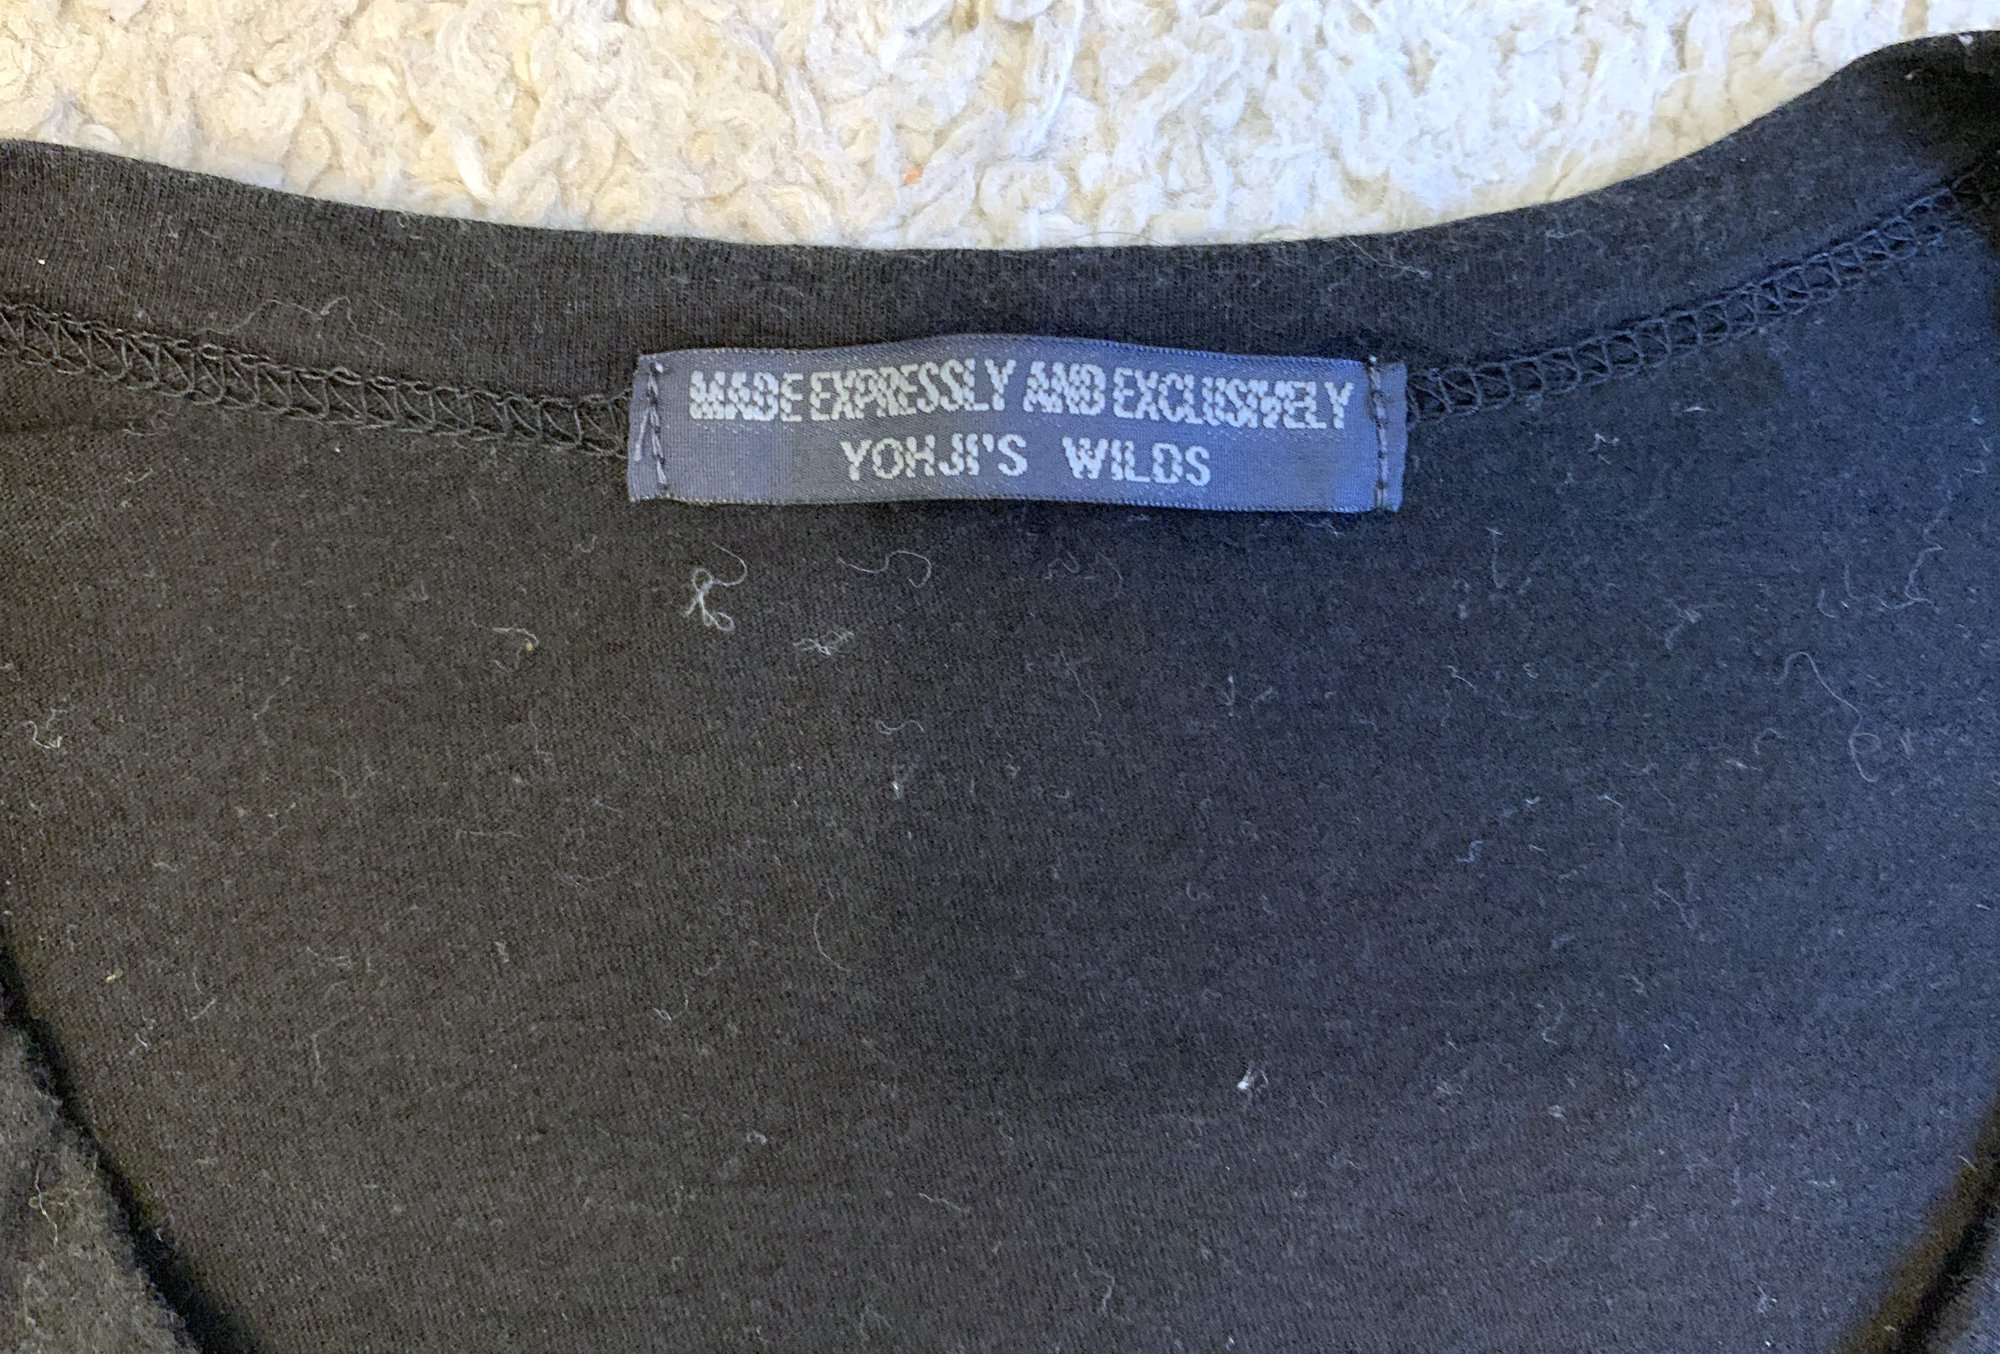 MADE EXPRESSLY AND EXCLUSIVELY
YOHJI'S WILDS